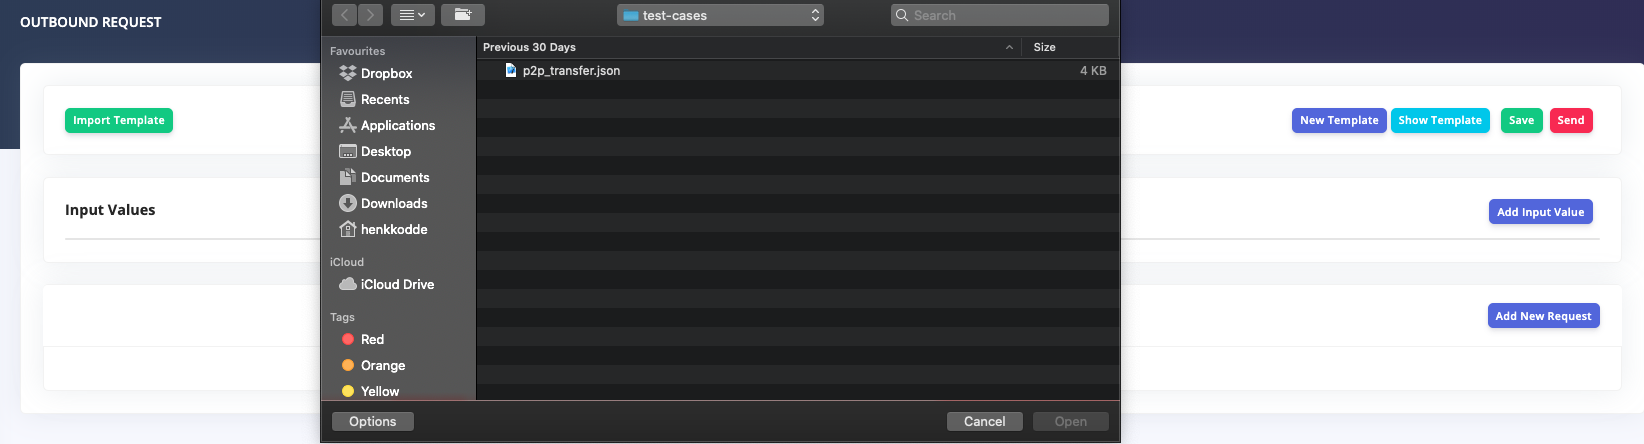 OUTBOUND REQUEST
test-cases
Search
Import Template
New Template
Show Template
Save
Send
Input Values
Add Input Value
Add New Request
Favourites
Dropbox
Recents
Applications
Desktop
Documents
Downloads
henkkodde
iCloud
iCloud Drive
Tags
Red
Orange
Yellow
Previous 30 Days
Size
p2p_transfer.json
4 KB
Options
Cancel
Open